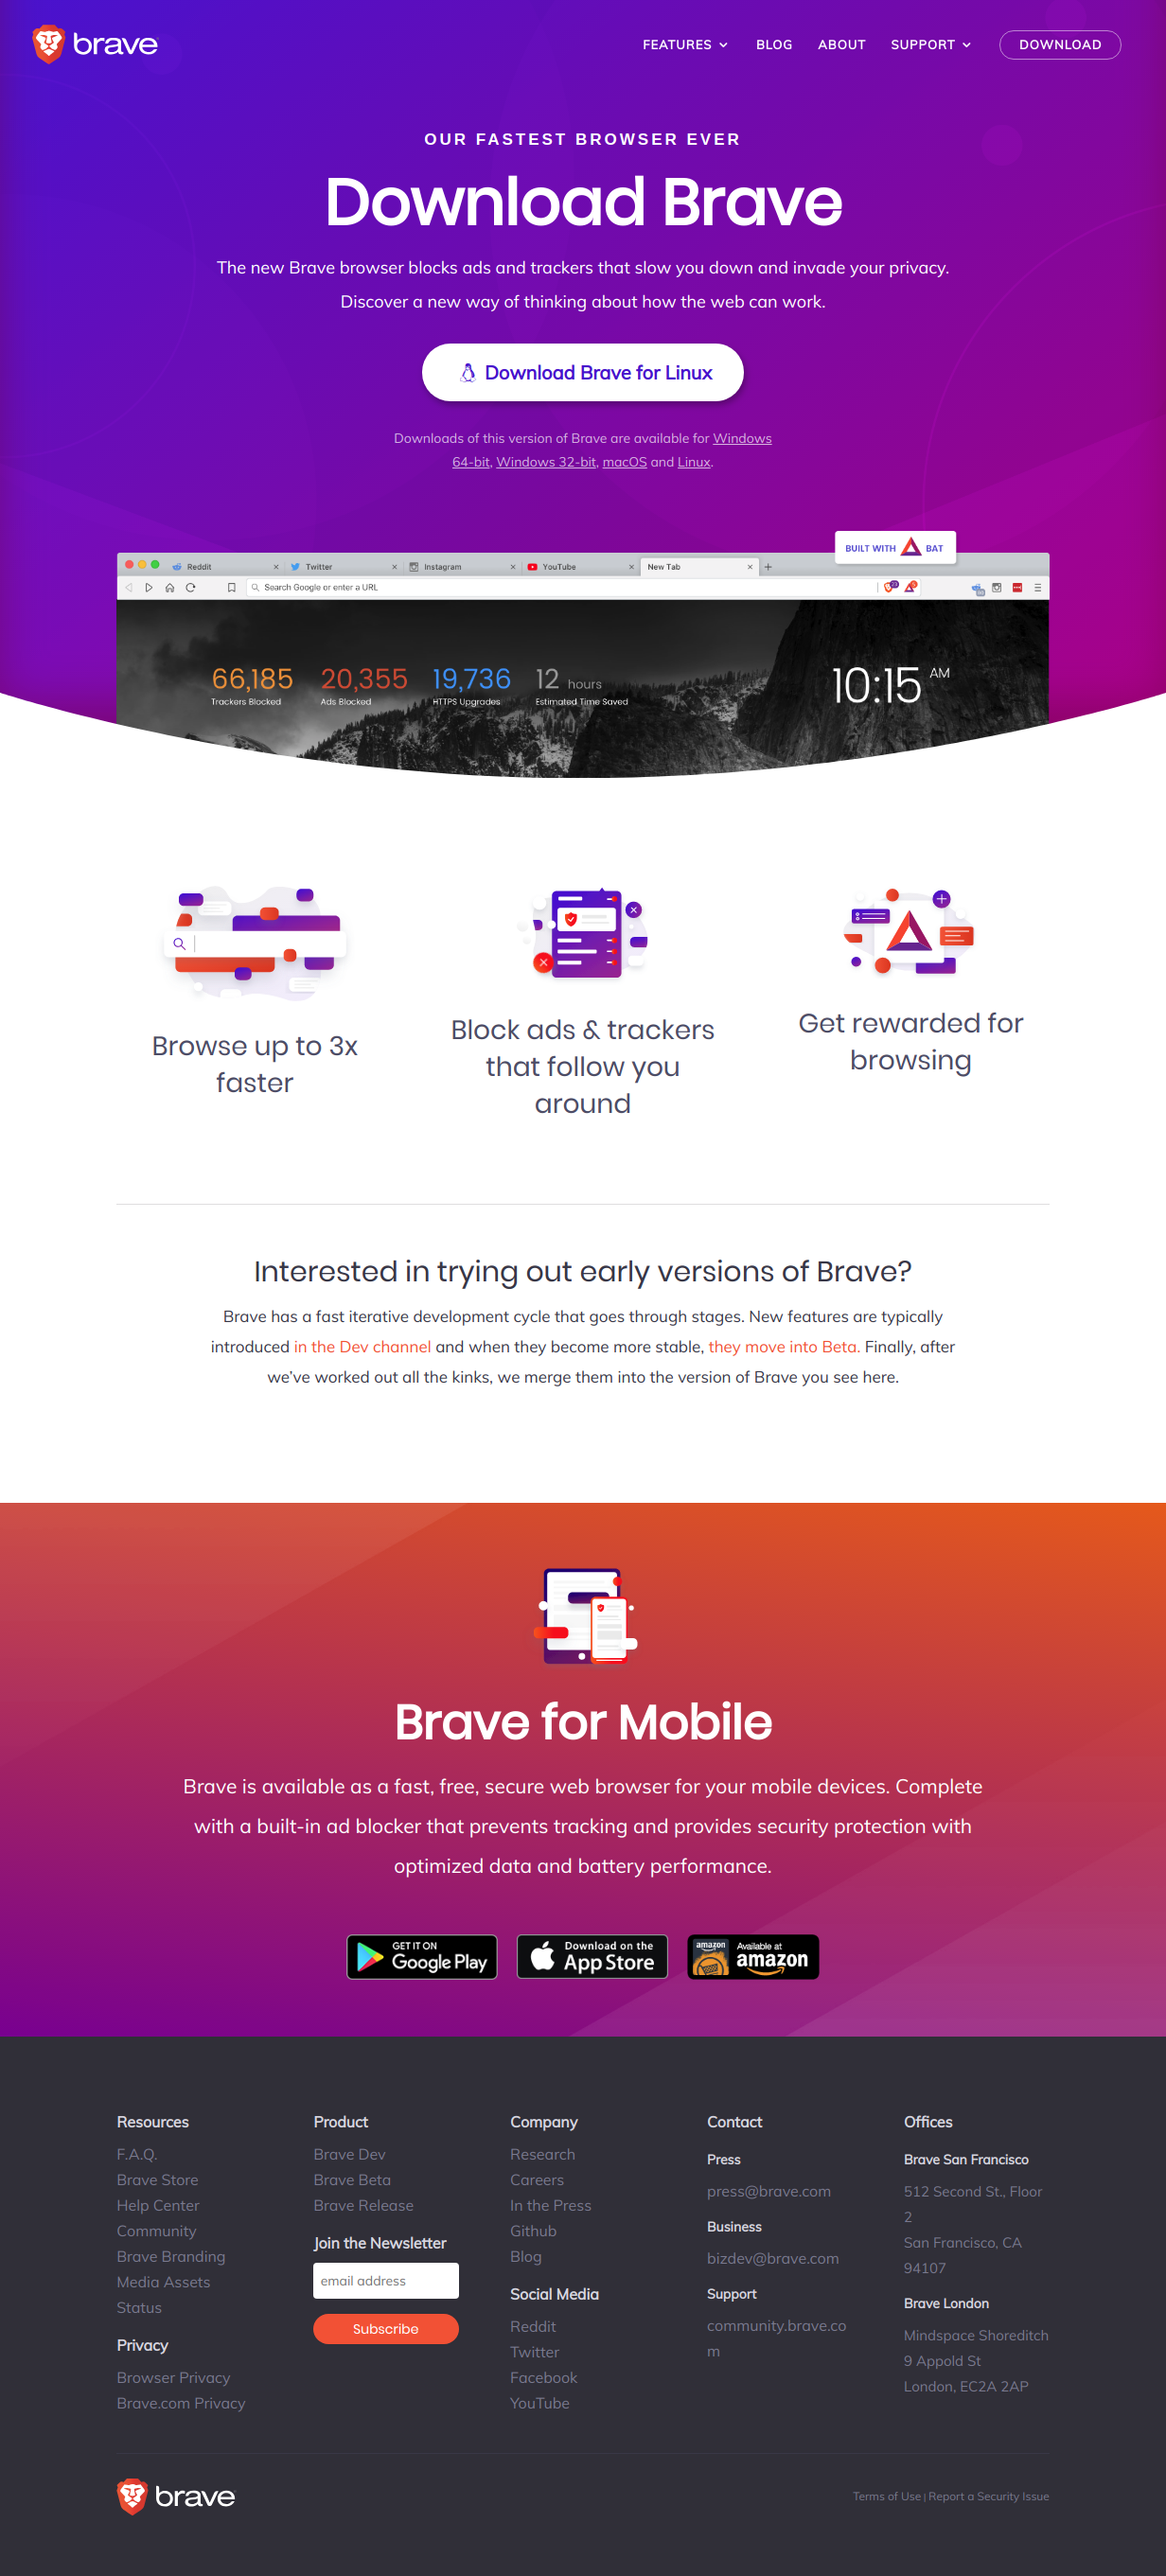 brave
FEATURES
BLOG
ABOUT
SUPPORT
DOWNLOAD
OUR FASTEST BROWSER EVER
Download Brave
The new Brave browser blocks ads and trackers that slow you down and invade your privacy.
Discover a new way of thinking about how the web can work.
Download Brave for Linux
Downloads of this version of Brave are available for Windows
64-bit, Windows 32-bit, macOS and Linux.
BUILT WITH BAT
Reddit
Twitter
Instagram
YouTube
New Tab
Search Google or enter a URL
66,185
Trackers Blocked
20,355
Ads Blocked
19,736
HTTPS Upgrades
12 hours
Estimated Time Saved
10:15 AM
Browse up to 3x
faster
Block ads & trackers
that follow you
around
Get rewarded for
browsing
Interested in trying out early versions of Brave?
Brave has a fast iterative development cycle that goes through stages. New features are typically
introduced in the Dev channel and when they become more stable, they move into Beta. Finally, after
we’ve worked out all the kinks, we merge them into the version of Brave you see here.
Brave for Mobile
Brave is available as a fast, free, secure web browser for your mobile devices. Complete
with a built-in ad blocker that prevents tracking and provides security protection with
optimized data and battery performance.
GET IT ON
Google Play
Download on the
App Store
amazon
Available at
amazon
Resources
F.A.Q.
Brave Store
Help Center
Community
Brave Branding
Media Assets
Status
Privacy
Browser Privacy
Brave.com Privacy
Product
Brave Dev
Brave Beta
Brave Release
Join the Newsletter
email address
Subscribe
Company
Research
Careers
In the Press
Github
Blog
Social Media
Reddit
Twitter
Facebook
YouTube
Contact
Press
press@brave.com
Business
bizdev@brave.com
Support
community.brave.co
m
Offices
Brave San Francisco
512 Second St., Floor
2
San Francisco, CA
94107
Brave London
Mindspace Shoreditch
9 Appold St
London, EC2A 2AP
brave
Terms of Use | Report a Security Issue